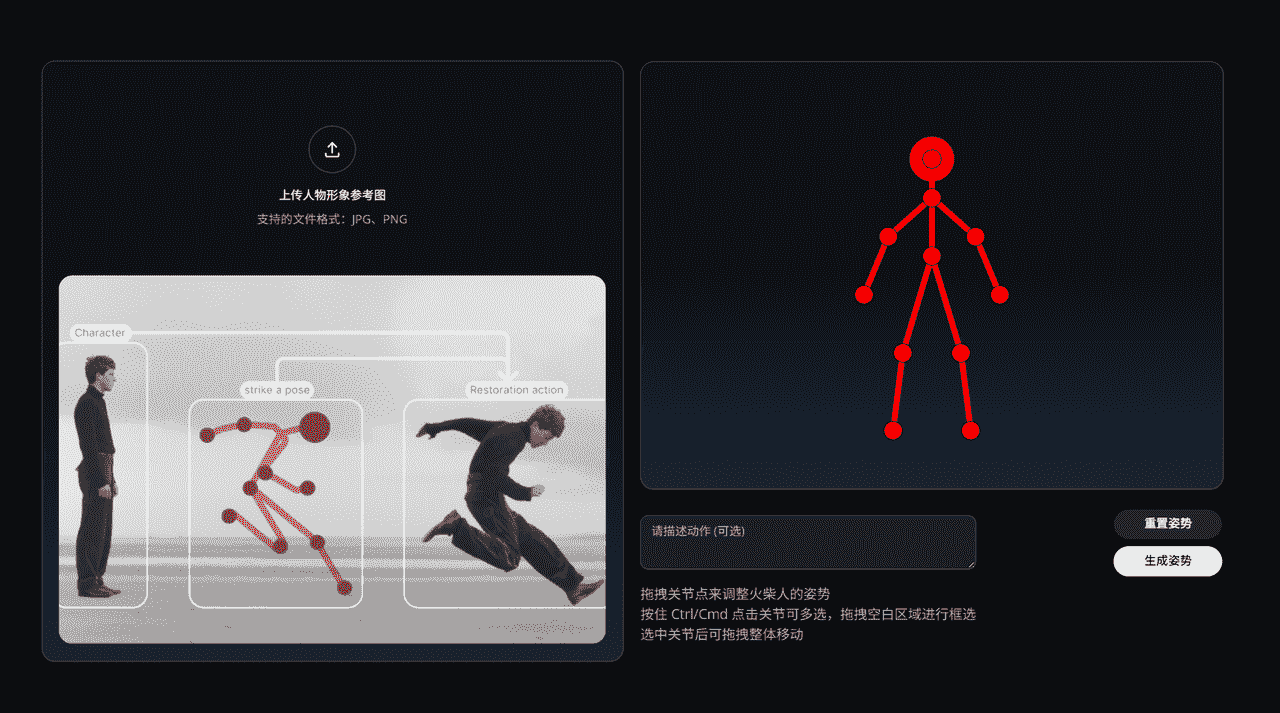 上传人物形象参考图
支持的文件格式：JPG、PNG
Character
strike a pose
Restoration action
请描述动作 (可选)
重置姿势
生成姿势
拖拽关节点来调整火柴人的姿势
按住 Ctrl/Cmd 点击关节可多选，拖拽空白区域进行框选
选中关节后可拖拽整体移动